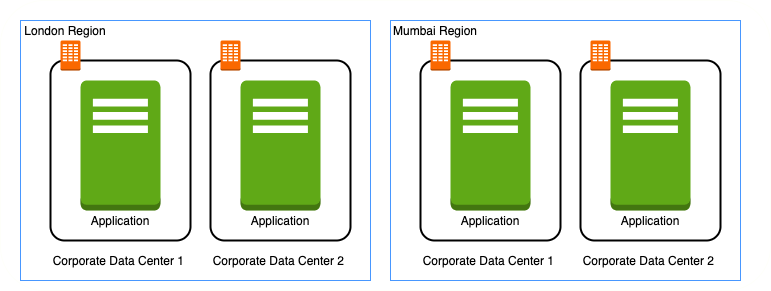 London Region
Application
Corporate Data Center 1
Application
Corporate Data Center 2
Mumbai Region
Application
Corporate Data Center 1
Application
Corporate Data Center 2